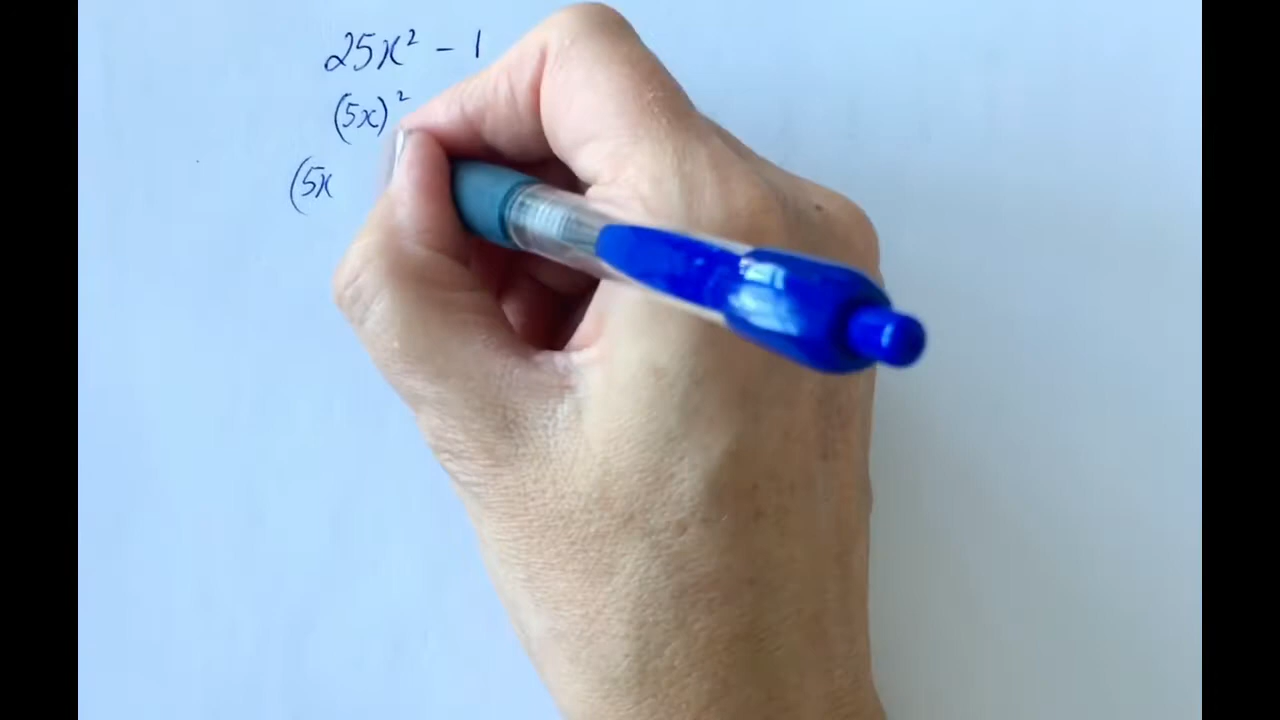 25x² - 1
(5x)²
(5x